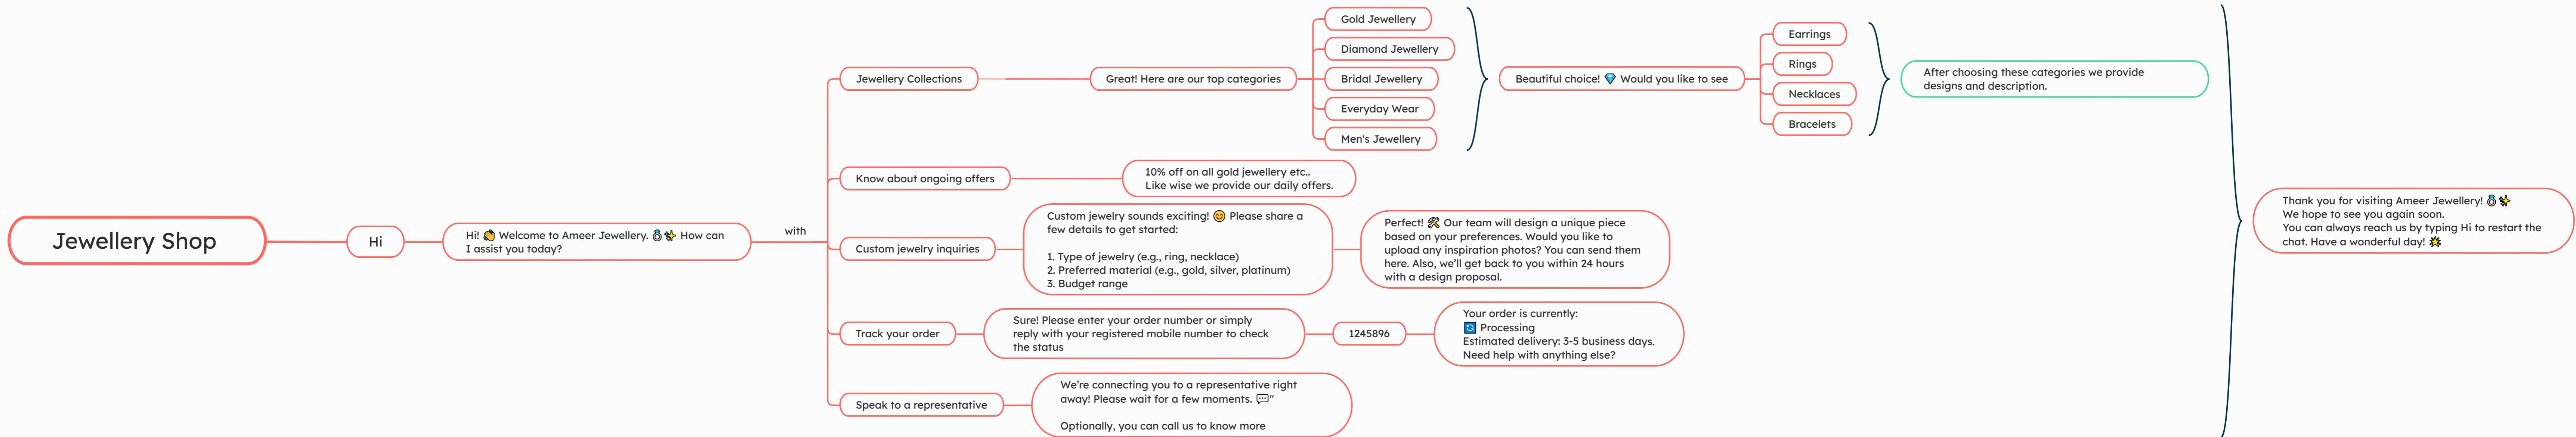 Jewellery Shop
Hi
Hi! 👏 Welcome to Ameer Jewellery. 💍✨ How can
I assist you today?
with
Jewellery Collections
Great! Here are our top categories
Gold Jewellery
Diamond Jewellery
Bridal Jewellery
Everyday Wear
Men's Jewellery
Beautiful choice! 💎 Would you like to see
Earrings
Rings
Necklaces
Bracelets
After choosing these categories we provide
designs and description.
Know about ongoing offers
10% off on all gold jewellery etc..
Like wise we provide our daily offers.
Custom jewelry inquiries
Custom jewelry sounds exciting! 😊 Please share a
few details to get started:
1. Type of jewelry (e.g., ring, necklace)
2. Preferred material (e.g., gold, silver, platinum)
3. Budget range
Perfect! 🛠 Our team will design a unique piece
based on your preferences. Would you like to
upload any inspiration photos? You can send them
here. Also, we'll get back to you within 24 hours
with a design proposal.
Track your order
Sure! Please enter your order number or simply
reply with your registered mobile number to check
the status
1245896
Your order is currently:
🔄 Processing
Estimated delivery: 3-5 business days.
Need help with anything else?
Speak to a representative
We're connecting you to a representative right
away! Please wait for a few moments. 💬"
Optionally, you can call us to know more
Thank you for visiting Ameer Jewellery! 💍✨
We hope to see you again soon.
You can always reach us by typing Hi to restart the
chat. Have a wonderful day! 🌟